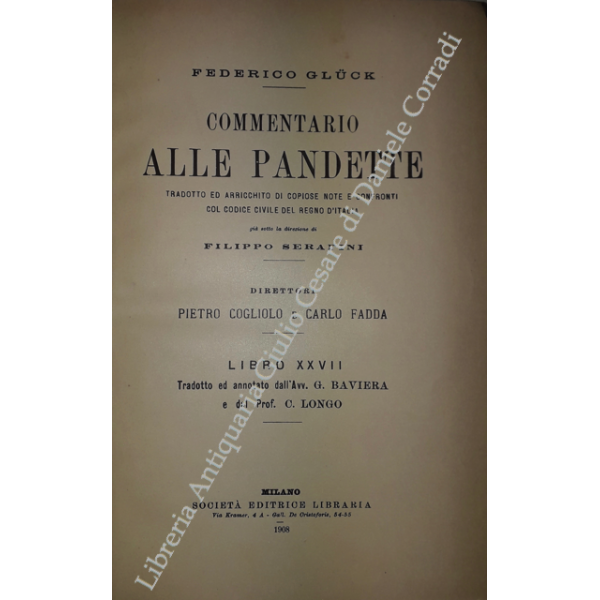 FEDERICO GLÜCK
COMMENTARIO
ALLE PANDETTE
TRADOTTO ED ARRICCHITO DI COPIOSE NOTE E CONFRONTI
COL CODICE CIVILE DEL REGNO D'ITALIA
già sotto la direzione di
FILIPPO SERAFINI
DIRETTORI
PIETRO COGLIOLO e CARLO FADDA
LIBRO XXVII
Tradotto ed annotato dall'Avv. G. BAVIERA
e dal Prof. C. LONGO
MILANO
SOCIETÀ EDITRICE LIBRARIA
Via Kramer, 4 A - Gall. De Cristoforis, 54-55
1908
Libreria Antiquaria Giulio Cesare di Daniele Corradi